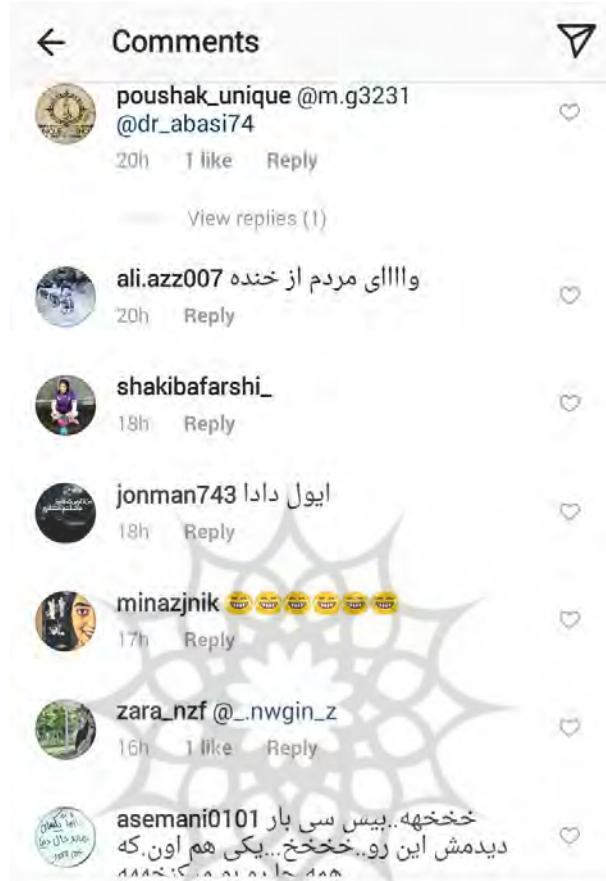 Comments
poushak_unique @m.g3231
@dr_abasi74
20h 1 like Reply
View replies (1)
ali.azz007 واااای مردم از خنده
20h Reply
shakibafarshi_
18h Reply
jonman743 ایول دادا
18h Reply
minazjnik 😂😂😂😂😂😂
17h Reply
zara_nzf @_.nwgin_z
16h 1 like Reply
asemani0101 خخخهه..بیس سی بار
دیدمش این رو..خخخخ...یکی هم اون.که